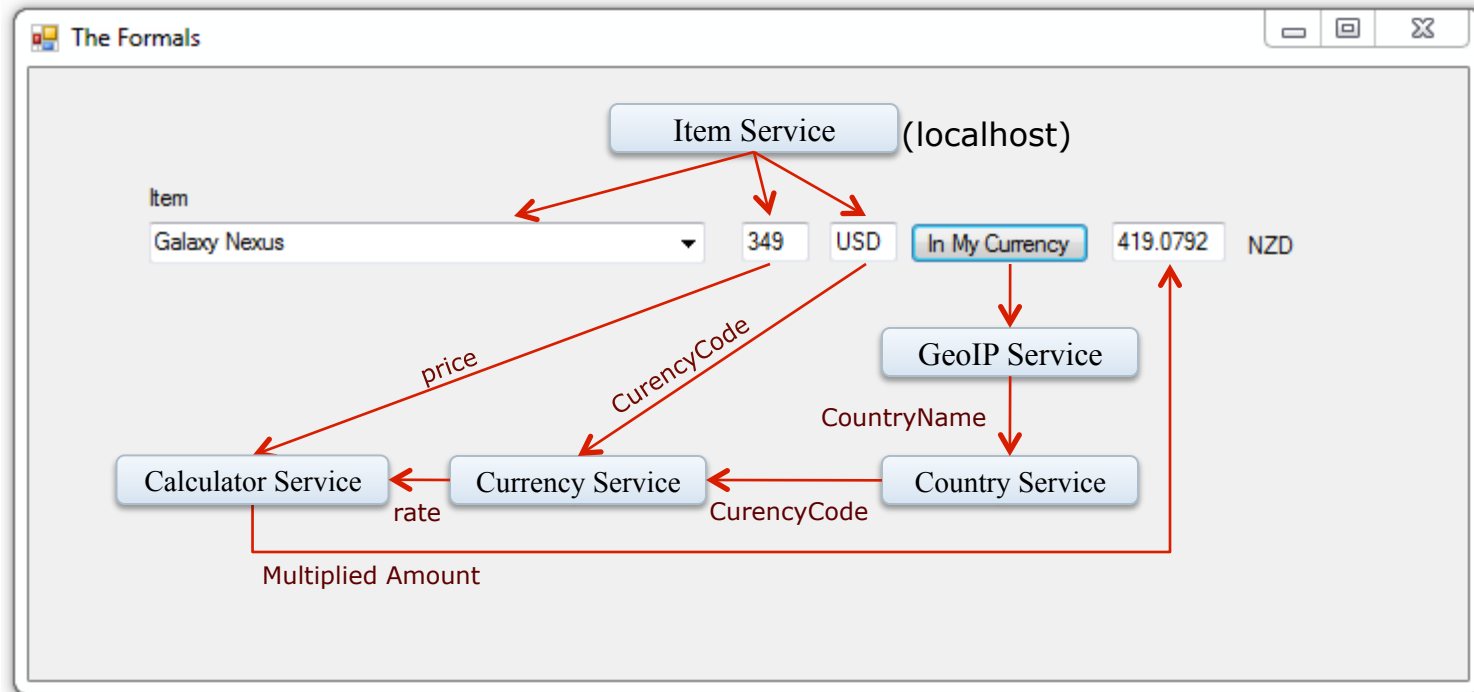 The Formals
Item Service (localhost)
Item
Galaxy Nexus 349 USD In My Currency 419.0792 NZD
GeoIP Service
price
CurencyCode
CountryName
Calculator Service Currency Service Country Service
rate
CurencyCode
Multiplied Amount